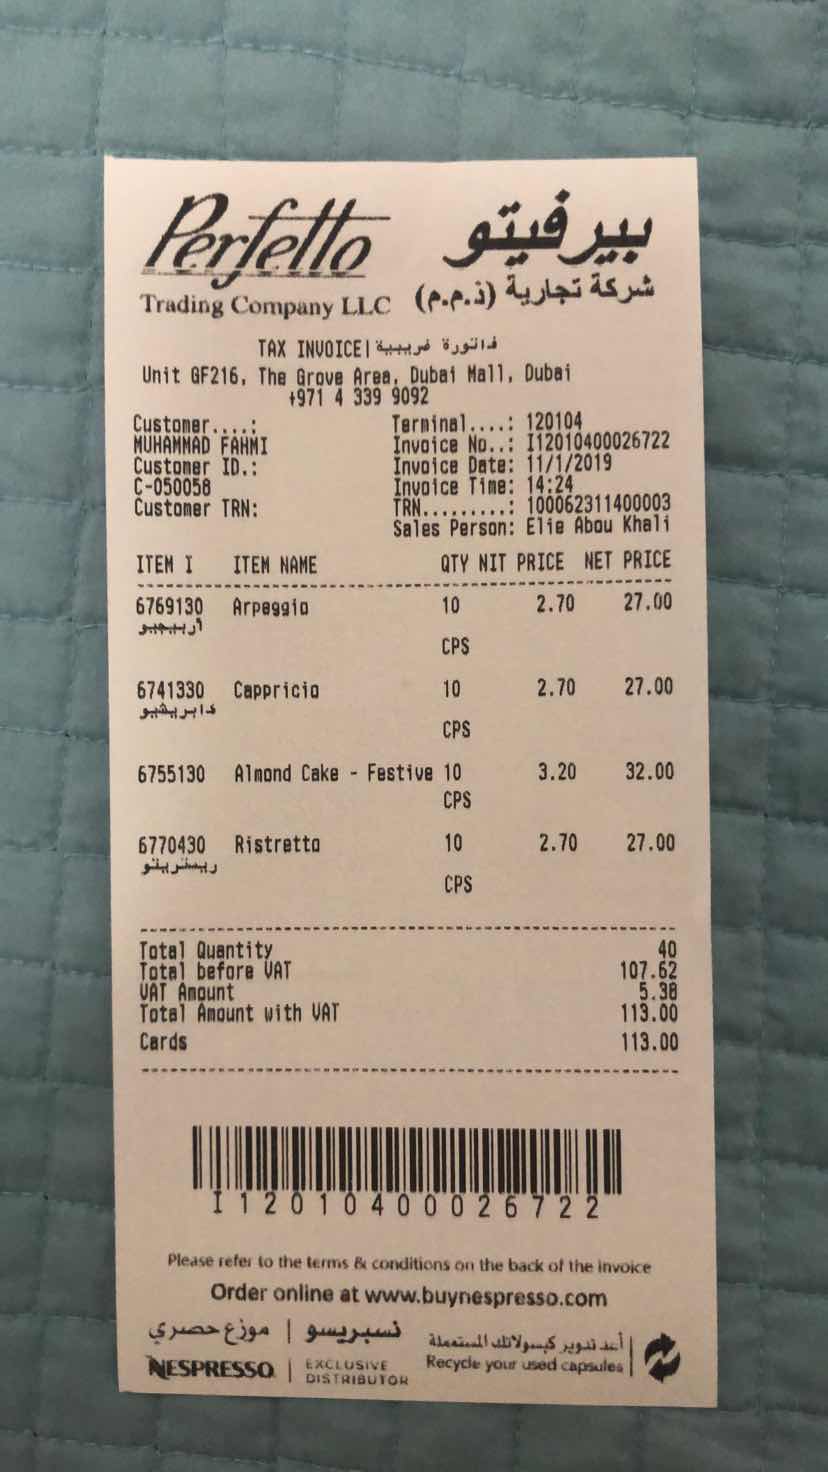 Perfetto بيرفيتو
Trading Company LLC شركة تجارية (ذ.م.م)
TAX INVOICE| فاتورة ضريبية
Unit GF216, The Grove Area, Dubai Mall, Dubai
+971 4 339 9092
Customer....: Terminal....: 120104
MUHAMMAD FAHMI Invoice No..: I12010400026722
Customer ID.: Invoice Date: 11/1/2019
C-050058 Invoice Time: 14:24
Customer TRN: TRN.........: 100062311400003
Sales Person: Elie Abou Khali
ITEM I ITEM NAME QTY NIT PRICE NET PRICE
6769130 Arpeggio 10 2.70 27.00
اربيجيو
CPS
6741330 Cappricio 10 2.70 27.00
كابريشيو
CPS
6755130 Almond Cake - Festive 10 3.20 32.00
CPS
6770430 Ristretto 10 2.70 27.00
ريستريتو
CPS
Total Quantity 40
Total before VAT 107.62
VAT Amount 5.38
Total Amount with VAT 113.00
Cards 113.00
I12010400026722
Please refer to the terms & conditions on the back of the invoice
Order online at www.buynespresso.com
نسبريسو | موزع حصري أعد تدوير كبسولاتك المستعملة
NESPRESSO | EXCLUSIVE DISTRIBUTOR Recycle your used capsules